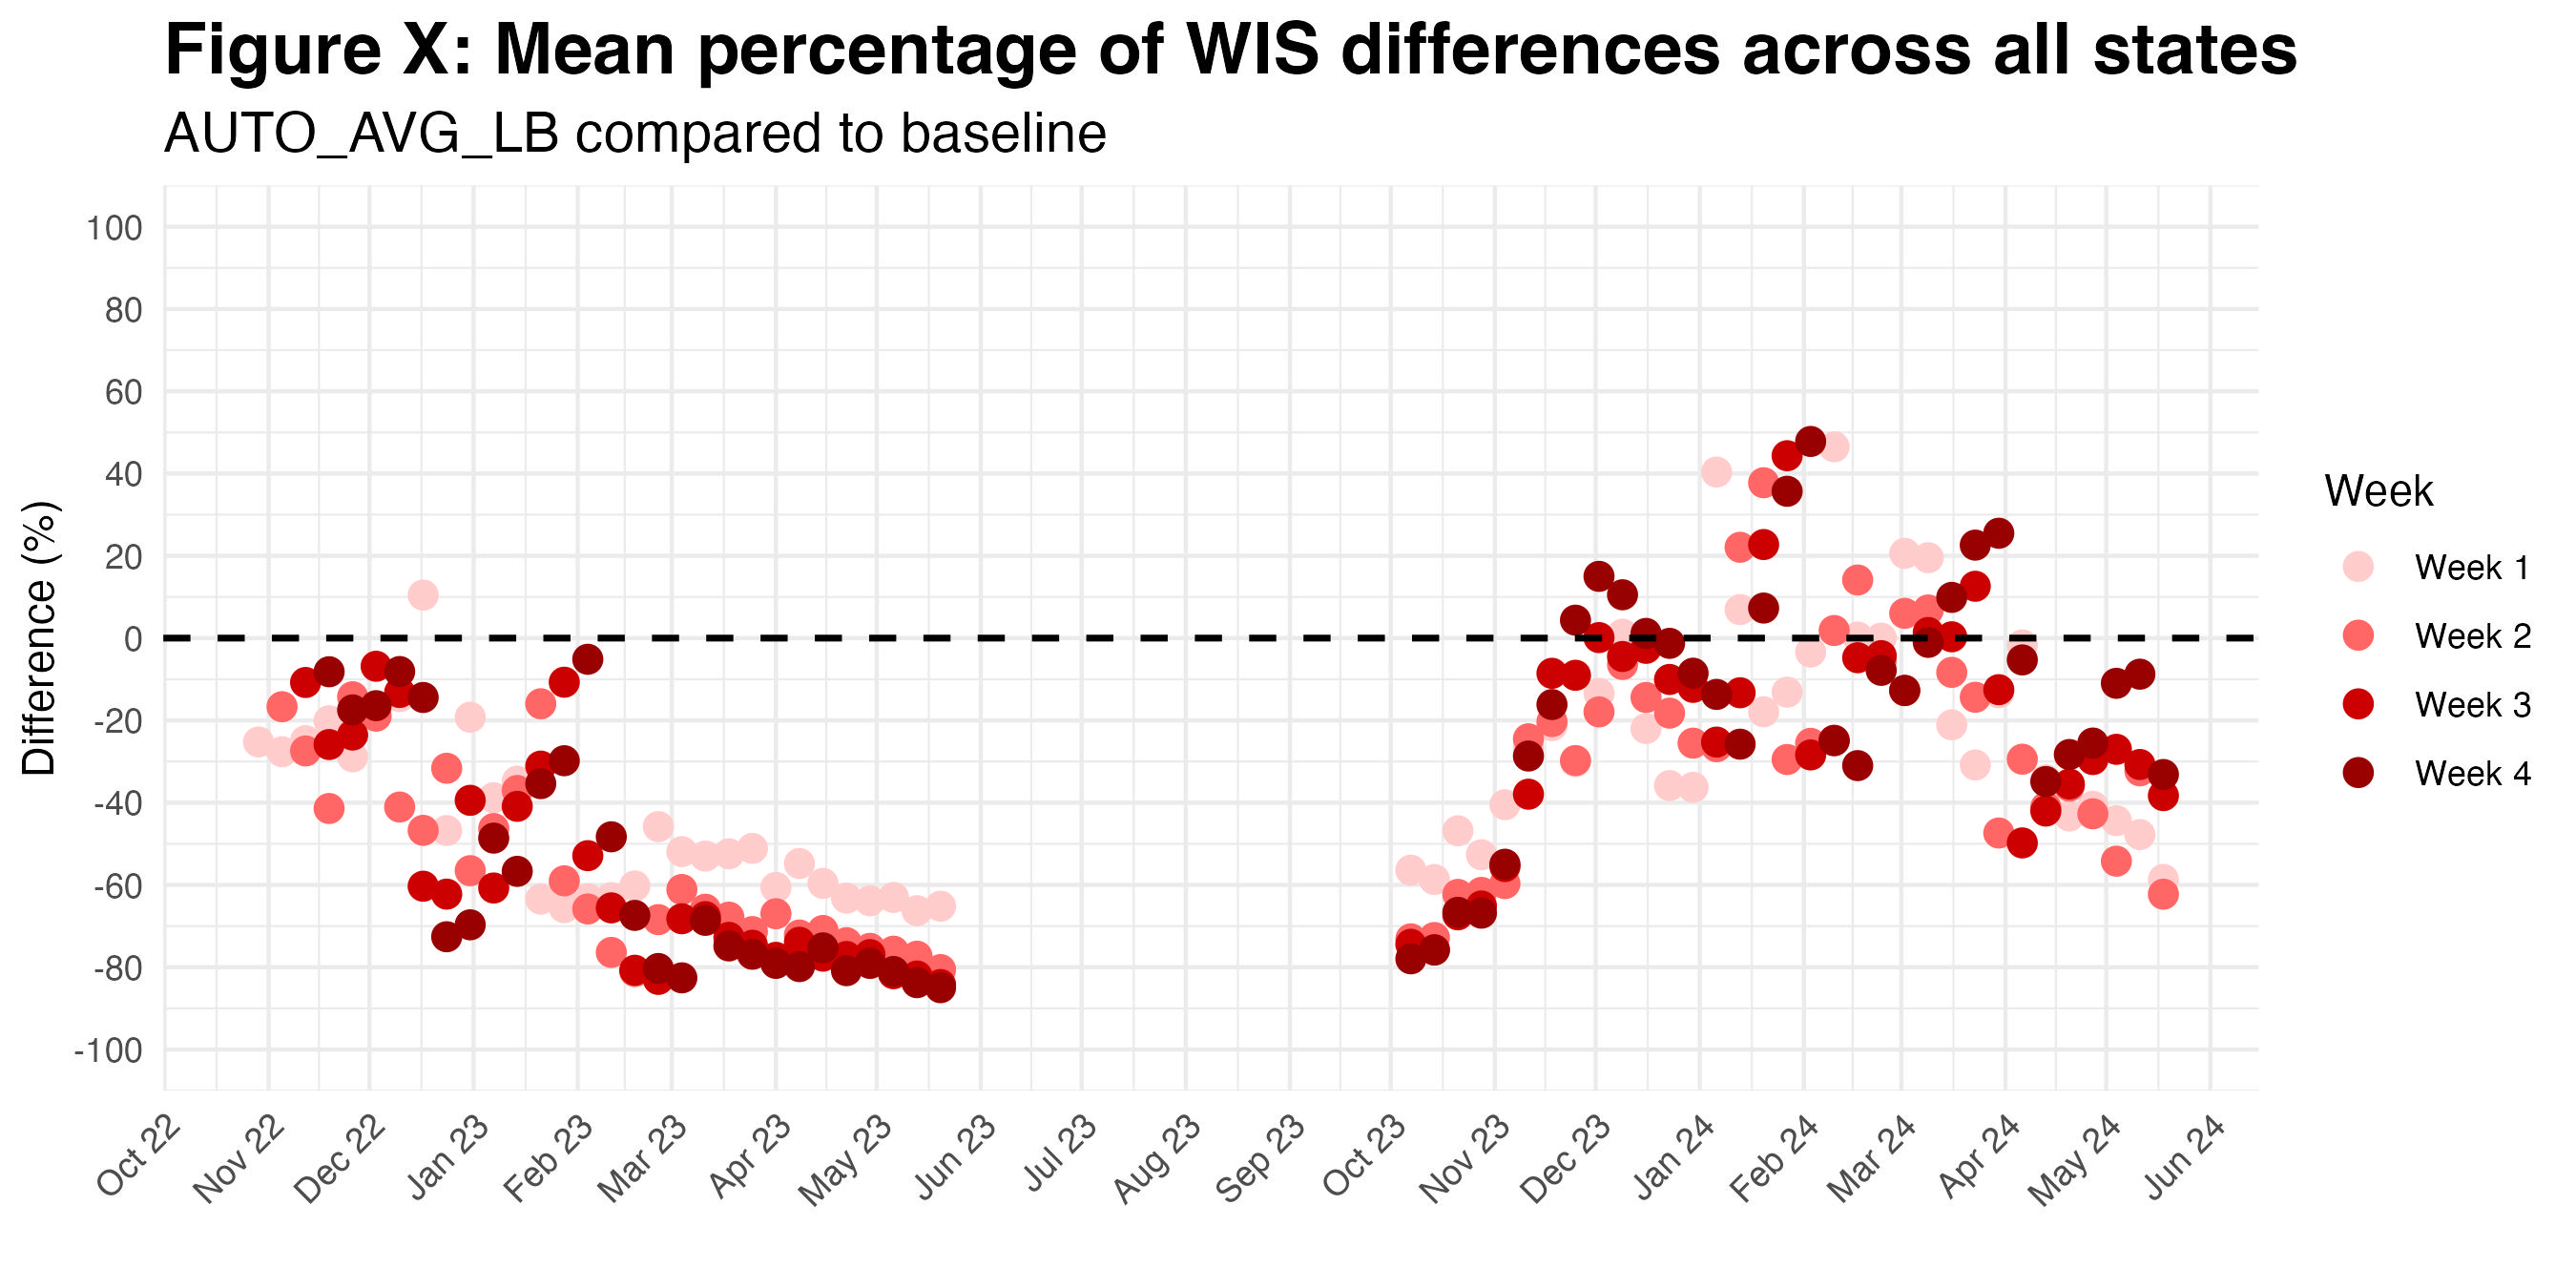 Figure X: Mean percentage of WIS differences across all states
AUTO_AVG_LB compared to baseline
Difference (%)
100
80
60
40
20
0
-20
-40
-60
-80
-100
Oct 22
Nov 22
Dec 22
Jan 23
Feb 23
Mar 23
Apr 23
May 23
Jun 23
Jul 23
Aug 23
Sep 23
Oct 23
Nov 23
Dec 23
Jan 24
Feb 24
Mar 24
Apr 24
May 24
Jun 24
Week
Week 1
Week 2
Week 3
Week 4